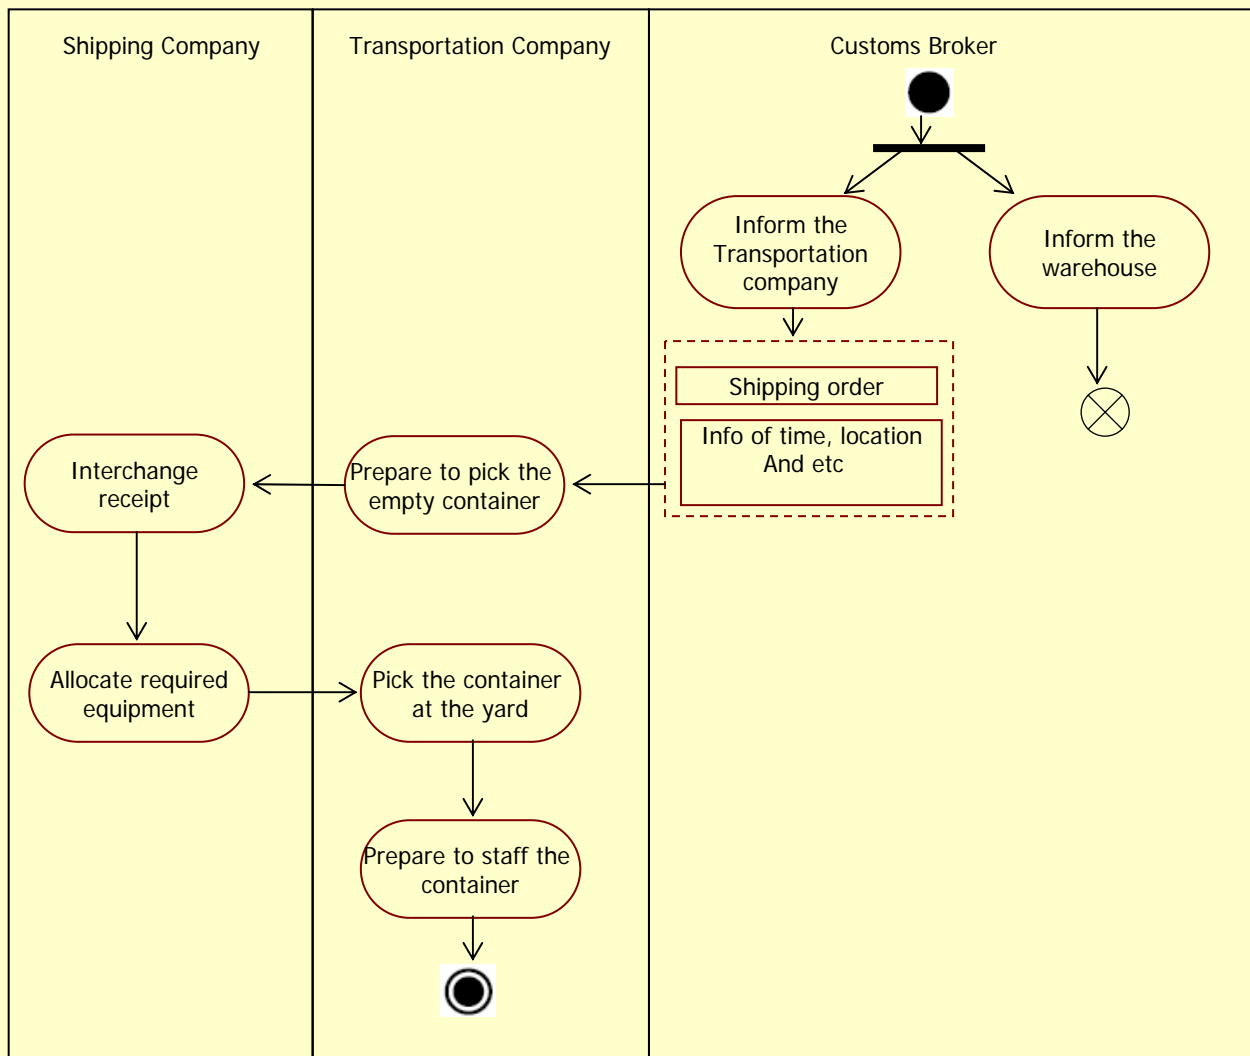 Shipping Company
Transportation Company
Customs Broker
Inform the
Transportation
company
Inform the
warehouse
Shipping order
Info of time, location
And etc
Interchange
receipt
Prepare to pick the
empty container
Allocate required
equipment
Pick the container
at the yard
Prepare to staff the
container